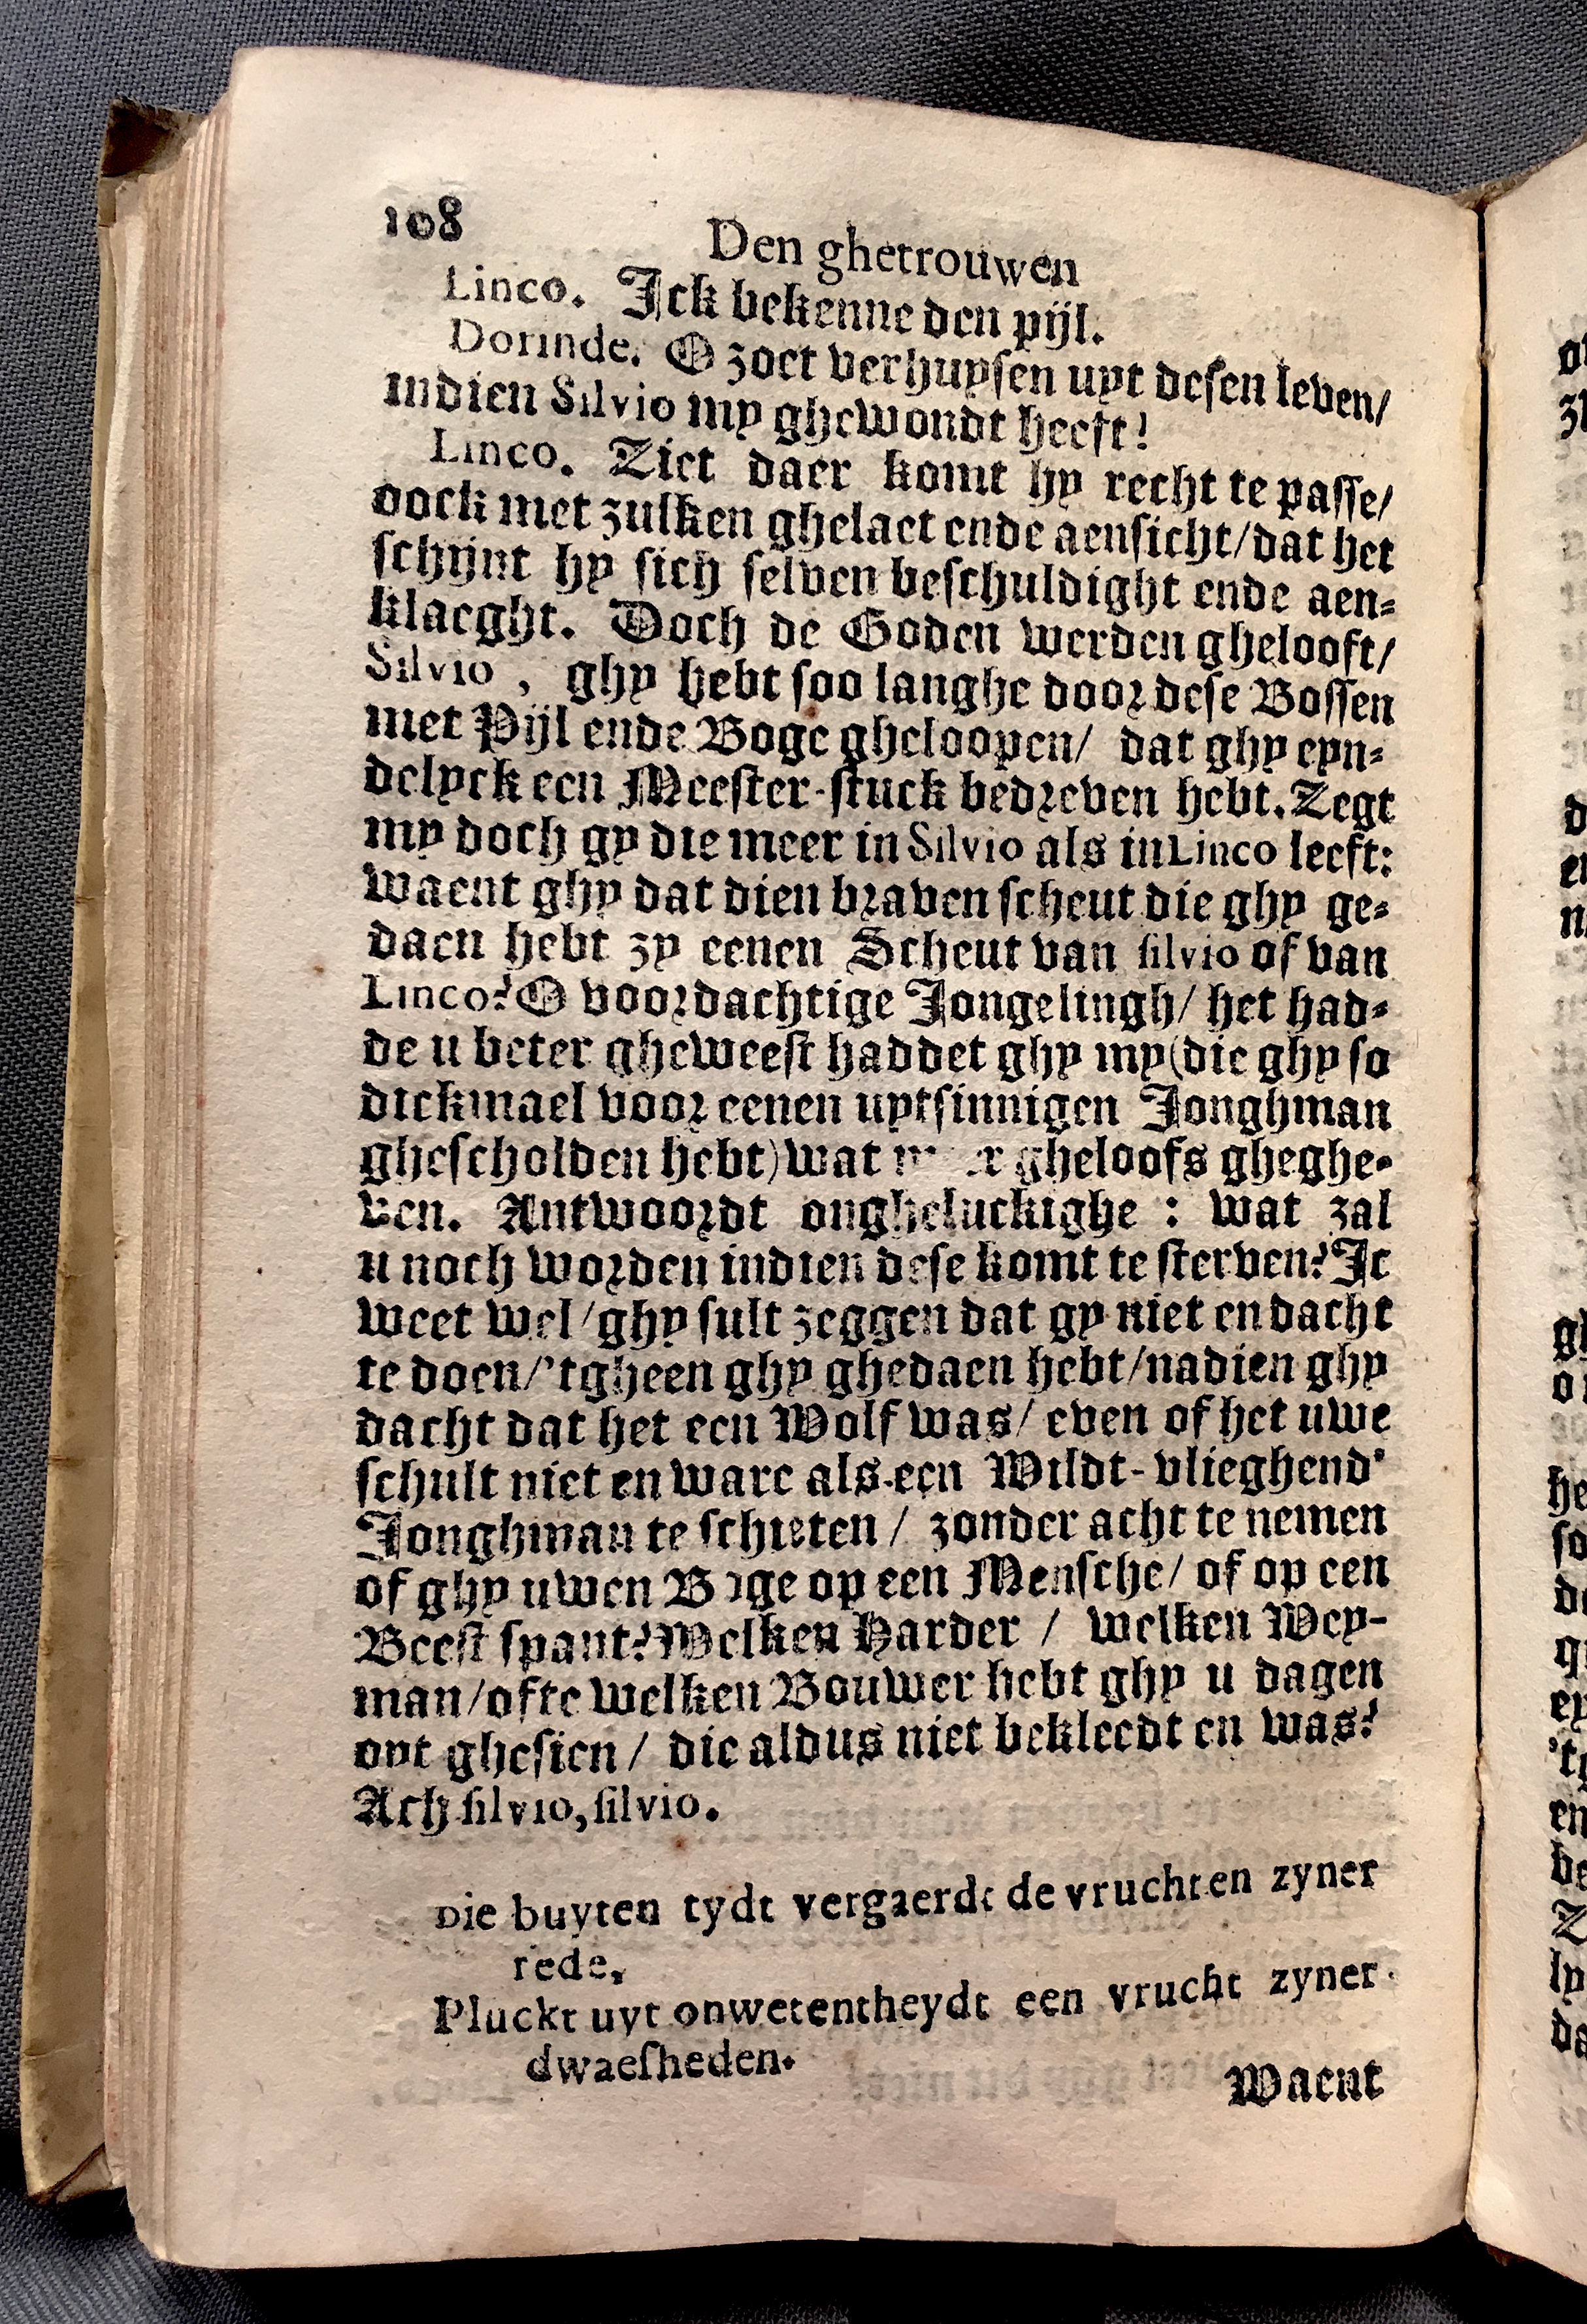 108
Den ghetrouwen
Linco. Ick bekenne den pijl.
Dorinde. O zoet verhuysen uyt desen leven/
indien Silvio my ghewondt heeft!
Linco. Ziet daer komt hy recht te passe/
oock met zulken ghelaet ende aensicht/dat het
schijnt hy sich selven beschuldight ende aen-
klaeght. Doch de Goden werden ghelooft/
Silvio , ghy hebt soo langhe door dese Bossen
met Pijl ende Boge gheloopen/ dat ghy eyn-
delyck een Meester-stuck bedreven hebt. Zegt
my doch gy die meer in Silvio als in Linco leeft:
waent ghy dat dien braven scheut die ghy ge-
daen hebt zy eenen Scheut van silvio of van
Linco? O voordachtige Jongelingh/ het had-
de u beter gheweest haddet ghy my (die ghy so
dickmael voor eenen uytsinnigen Jonghman
ghescholden hebt) wat gheloofs gheghe-
ven. Antwoordt ongheluckighe : wat zal
u noch worden indien dese komt te sterven? Ic
weet wel/ghy sult zeggen dat gy niet en dacht
te doen/'tgheen ghy ghedaen hebt/nadien ghy
dacht dat het een Wolf was/ even of het uwe
schult niet en ware als een Wildt-vlieghend'
Jonghman te schieten / zonder acht te nemen
of ghy uwen Boge op een Mensche/ of op een
Beest spant? Welken Harder / welken Wey-
man/ofte welken Bouwer hebt ghy u dagen
oyt ghesien/ die aldus niet bekleedt en was?
Ach silvio, silvio.
Die buyten tydt vergaerdt de vruchten zyner
rede,
Pluckt uyt onwetentheydt een vrucht zyner
dwaesheden.
Waent